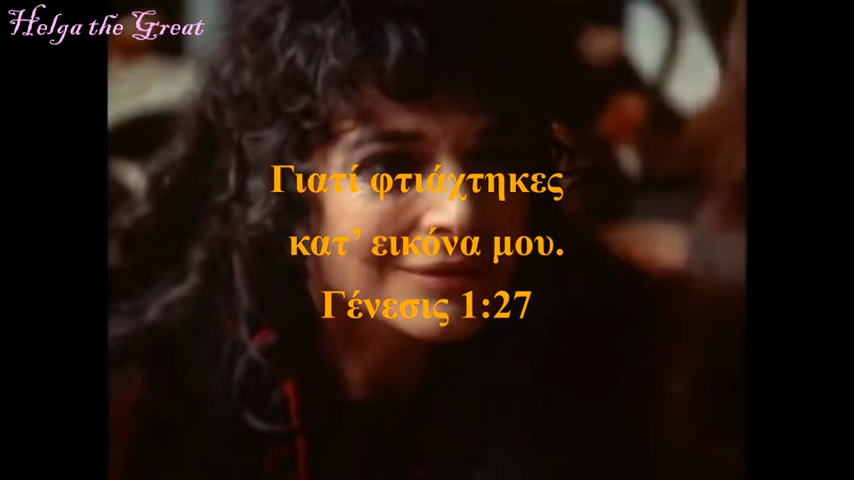 Helga the Great
Γιατί φτιάχτηκες
κατ’ εικόνα μου.
Γένεσις 1:27